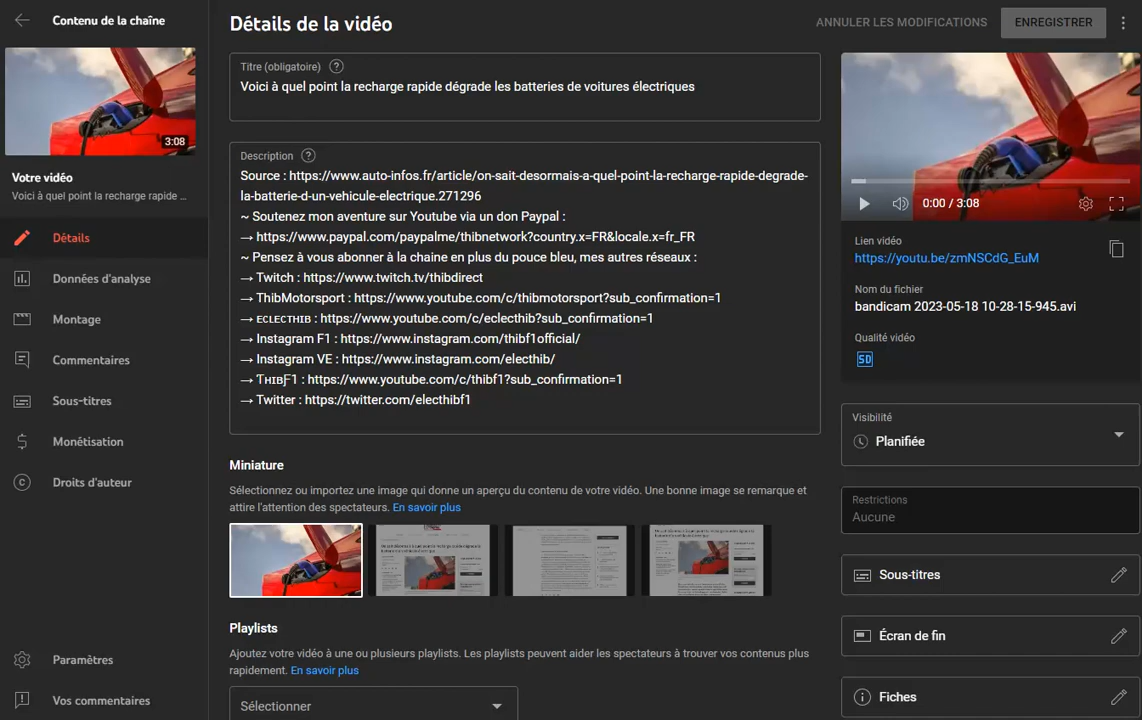 Contenu de la chaîne
3:08
Votre vidéo
Voici à quel point la recharge rapide ...
Détails
Données d'analyse
Montage
Commentaires
Sous-titres
Monétisation
Droits d'auteur
Paramètres
Vos commentaires
Détails de la vidéo
ANNULER LES MODIFICATIONS
ENREGISTRER
Titre (obligatoire)
Voici à quel point la recharge rapide dégrade les batteries de voitures électriques
Description
Source : https://www.auto-infos.fr/article/on-sait-desormais-a-quel-point-la-recharge-rapide-degrade-
la-batterie-d-un-vehicule-electrique.271296
~ Soutenez mon aventure sur Youtube via un don Paypal :
→ https://www.paypal.com/paypalme/thibnetwork?country.x=FR&locale.x=fr_FR
~ Pensez à vous abonner à la chaine en plus du pouce bleu, mes autres réseaux :
→ Twitch : https://www.twitch.tv/thibdirect
→ ThibMotorsport : https://www.youtube.com/c/thibmotorsport?sub_confirmation=1
→ ᴇᴄʟᴇᴄᴛʜɪʙ : https://www.youtube.com/c/eclecthib?sub_confirmation=1
→ Instagram F1 : https://www.instagram.com/thibf1official/
→ Instagram VE : https://www.instagram.com/electhib/
→ Tʜɪʙϝ1 : https://www.youtube.com/c/thibf1?sub_confirmation=1
→ Twitter : https://twitter.com/electhibf1
Miniature
Sélectionnez ou importez une image qui donne un aperçu du contenu de votre vidéo. Une bonne image se remarque et
attire l'attention des spectateurs. En savoir plus
Playlists
Ajoutez votre vidéo à une ou plusieurs playlists. Les playlists peuvent aider les spectateurs à trouver vos contenus plus
rapidement. En savoir plus
Sélectionner
0:00 / 3:08
Lien vidéo
https://youtu.be/zmNSCdG_EuM
Nom du fichier
bandicam 2023-05-18 10-28-15-945.avi
Qualité vidéo
SD
Visibilité
Planifiée
Restrictions
Aucune
Sous-titres
Écran de fin
Fiches